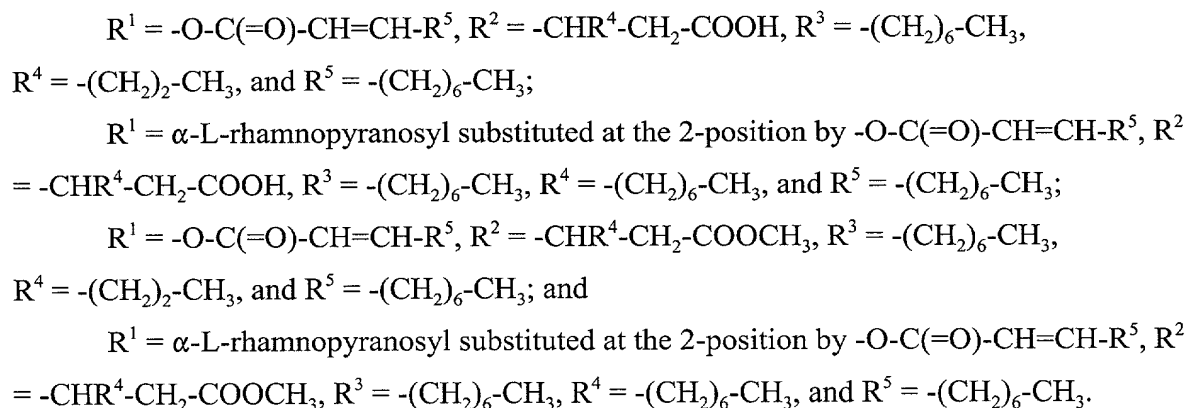 R¹ = -O-C(=O)-CH=CH-R⁵, R² = -CHR⁴-CH₂-COOH, R³ = -(CH₂)₆-CH₃,
R⁴ = -(CH₂)₂-CH₃, and R⁵ = -(CH₂)₆-CH₃;
R¹ = α-L-rhamnopyranosyl substituted at the 2-position by -O-C(=O)-CH=CH-R⁵, R²
= -CHR⁴-CH₂-COOH, R³ = -(CH₂)₆-CH₃, R⁴ = -(CH₂)₆-CH₃, and R⁵ = -(CH₂)₆-CH₃;
R¹ = -O-C(=O)-CH=CH-R⁵, R² = -CHR⁴-CH₂-COOCH₃, R³ = -(CH₂)₆-CH₃,
R⁴ = -(CH₂)₂-CH₃, and R⁵ = -(CH₂)₆-CH₃; and
R¹ = α-L-rhamnopyranosyl substituted at the 2-position by -O-C(=O)-CH=CH-R⁵, R²
= -CHR⁴-CH₂-COOCH₃, R³ = -(CH₂)₆-CH₃, R⁴ = -(CH₂)₆-CH₃, and R⁵ = -(CH₂)₆-CH₃.